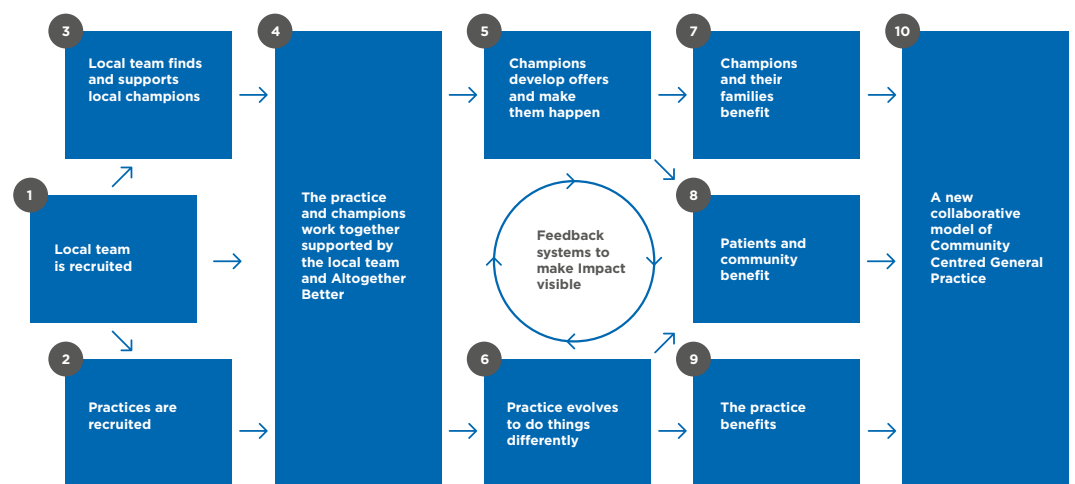 1
Local team
is recruited
2
Practices are
recruited
3
Local team finds
and supports
local champions
4
The practice
and champions
work together
supported by
the local team
and Altogether
Better
5
Champions
develop offers
and make
them happen
Feedback
systems to
make Impact
visible
6
Practice evolves
to do things
differently
7
Champions
and their
families
benefit
8
Patients and
community
benefit
9
The practice
benefits
10
A new
collaborative
model of
Community
Centred General
Practice